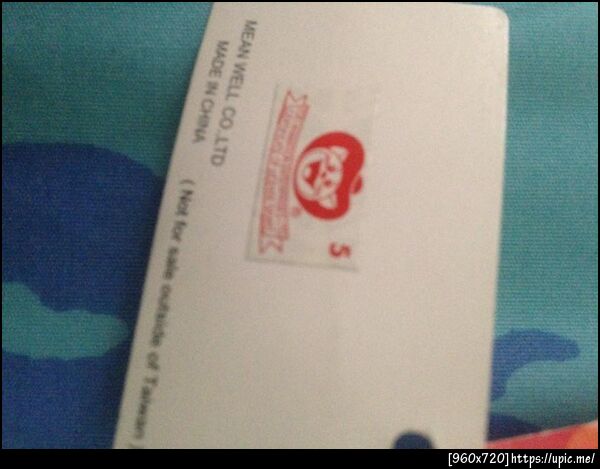 MEAN WELL CO.,LTD
MADE IN CHINA
( Not for sale outside of Taiwan )
5
[960x720]https://upic.me/